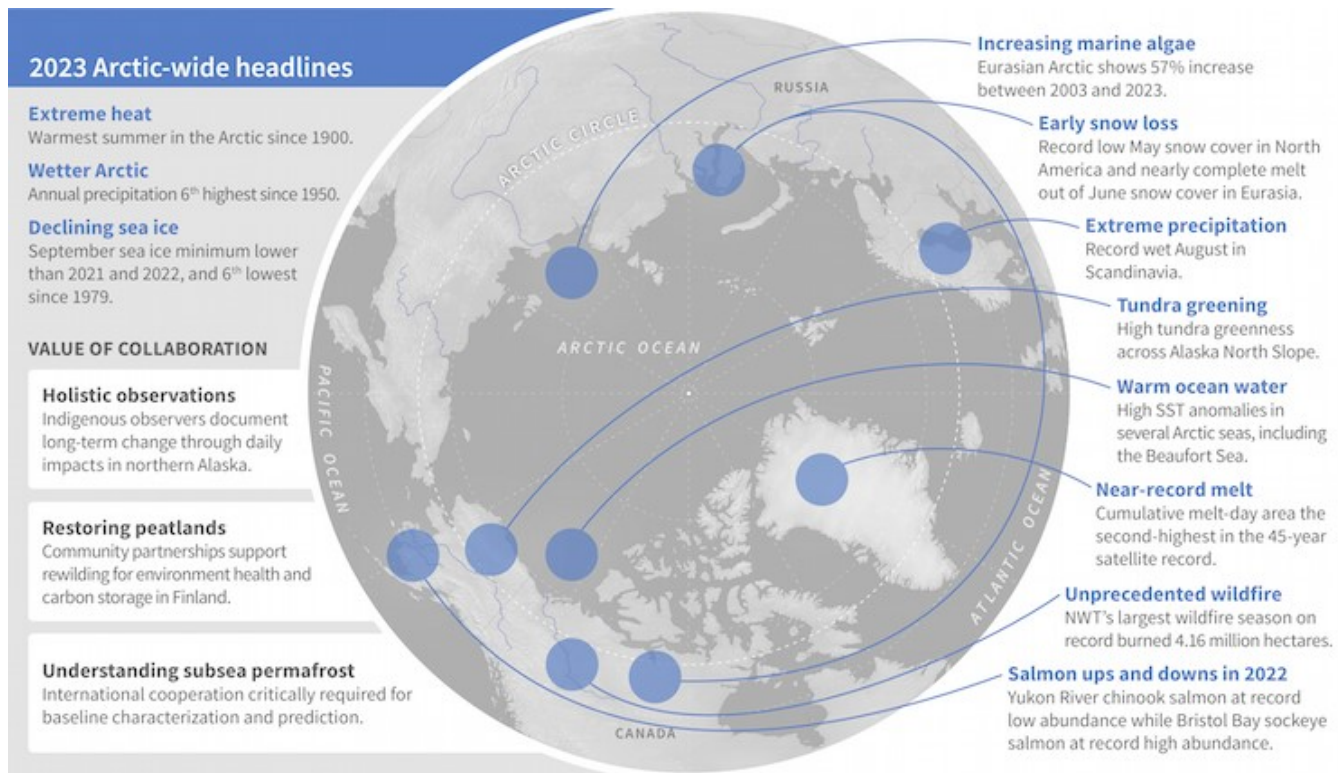 2023 Arctic-wide headlines
Extreme heat
Warmest summer in the Arctic since 1900.
Wetter Arctic
Annual precipitation 6th highest since 1950.
Declining sea ice
September sea ice minimum lower
than 2021 and 2022, and 6th lowest
since 1979.
VALUE OF COLLABORATION
Holistic observations
Indigenous observers document
long-term change through daily
impacts in northern Alaska.
Restoring peatlands
Community partnerships support
rewilding for environment health and
carbon storage in Finland.
Understanding subsea permafrost
International cooperation critically required for
baseline characterization and prediction.
RUSSIA
ARCTIC CIRCLE
ARCTIC OCEAN
PACIFIC OCEAN
ATLANTIC OCEAN
CANADA
Increasing marine algae
Eurasian Arctic shows 57% increase
between 2003 and 2023.
Early snow loss
Record low May snow cover in North
America and nearly complete melt
out of June snow cover in Eurasia.
Extreme precipitation
Record wet August in
Scandinavia.
Tundra greening
High tundra greenness
across Alaska North Slope.
Warm ocean water
High SST anomalies in
several Arctic seas, including
the Beaufort Sea.
Near-record melt
Cumulative melt-day area the
second-highest in the 45-year
satellite record.
Unprecedented wildfire
NWT's largest wildfire season on
record burned 4.16 million hectares.
Salmon ups and downs in 2022
Yukon River chinook salmon at record
low abundance while Bristol Bay sockeye
salmon at record high abundance.